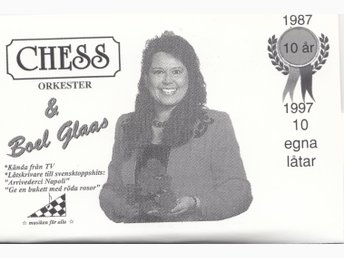 CHESS
ORKESTER
&
Boel Glaas
*Kända från TV
*Låtskrivare till svensktoppshits:
"Arrivederci Napoli"
"Ge en bukett med röda rosor"
☆ musiken för alla ☆
1987
10 år
1997
10
egna
låtar